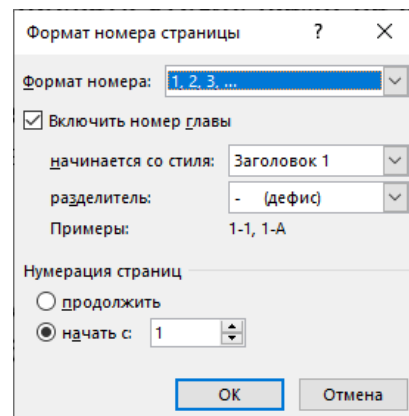 Формат номера страницы ? ×
Формат номера: 1, 2, 3, ...
Включить номер главы
начинается со стиля: Заголовок 1
разделитель: - (дефис)
Примеры: 1-1, 1-A
Нумерация страниц
продолжить
начать с: 1
ОК Отмена